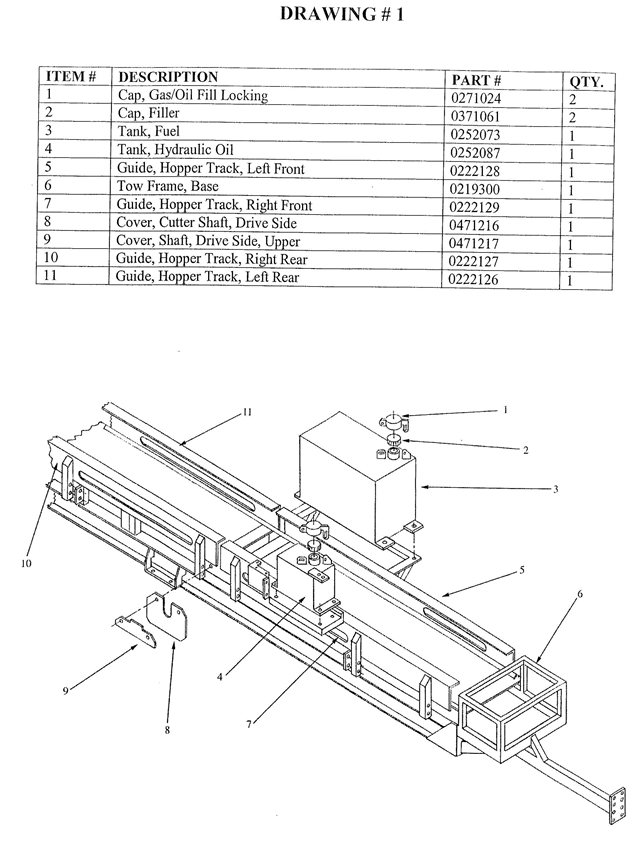 DRAWING # 1
ITEM # DESCRIPTION PART # QTY.
1 Cap, Gas/Oil Fill Locking 0271024 2
2 Cap, Filler 0371061 2
3 Tank, Fuel 0252073 1
4 Tank, Hydraulic Oil 0252087 1
5 Guide, Hopper Track, Left Front 0222128 1
6 Tow Frame, Base 0219300 1
7 Guide, Hopper Track, Right Front 0222129 1
8 Cover, Cutter Shaft, Drive Side 0471216 1
9 Cover, Shaft, Drive Side, Upper 0471217 1
10 Guide, Hopper Track, Right Rear 0222127 1
11 Guide, Hopper Track, Left Rear 0222126 1
11
1
2
3
10
5
6
4
9
7
8